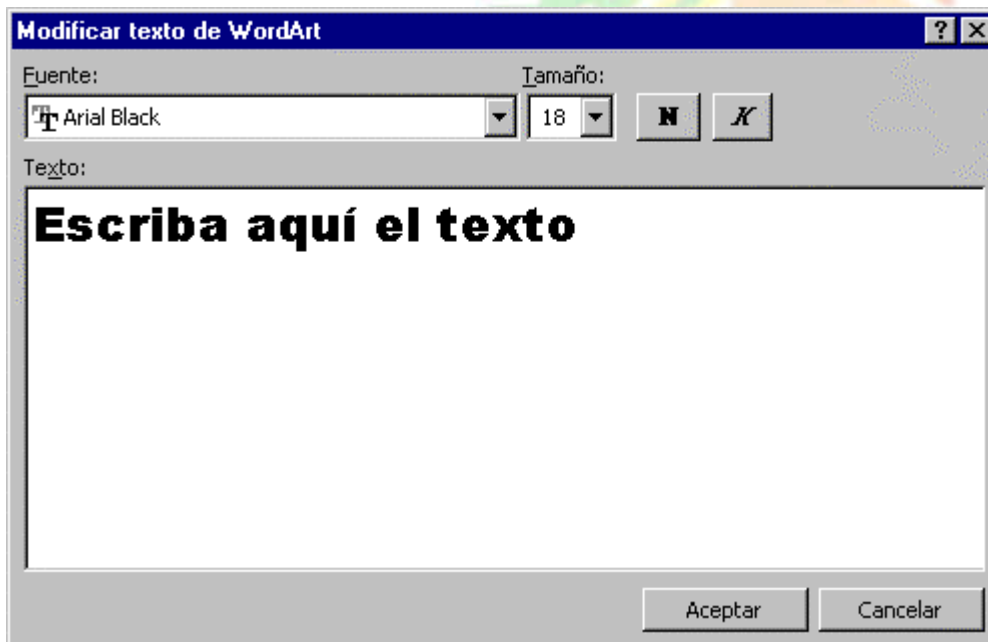 Modificar texto de WordArt
Fuente: Tamaño:
Arial Black 18 N K
Texto:
Escriba aquí el texto
Aceptar Cancelar